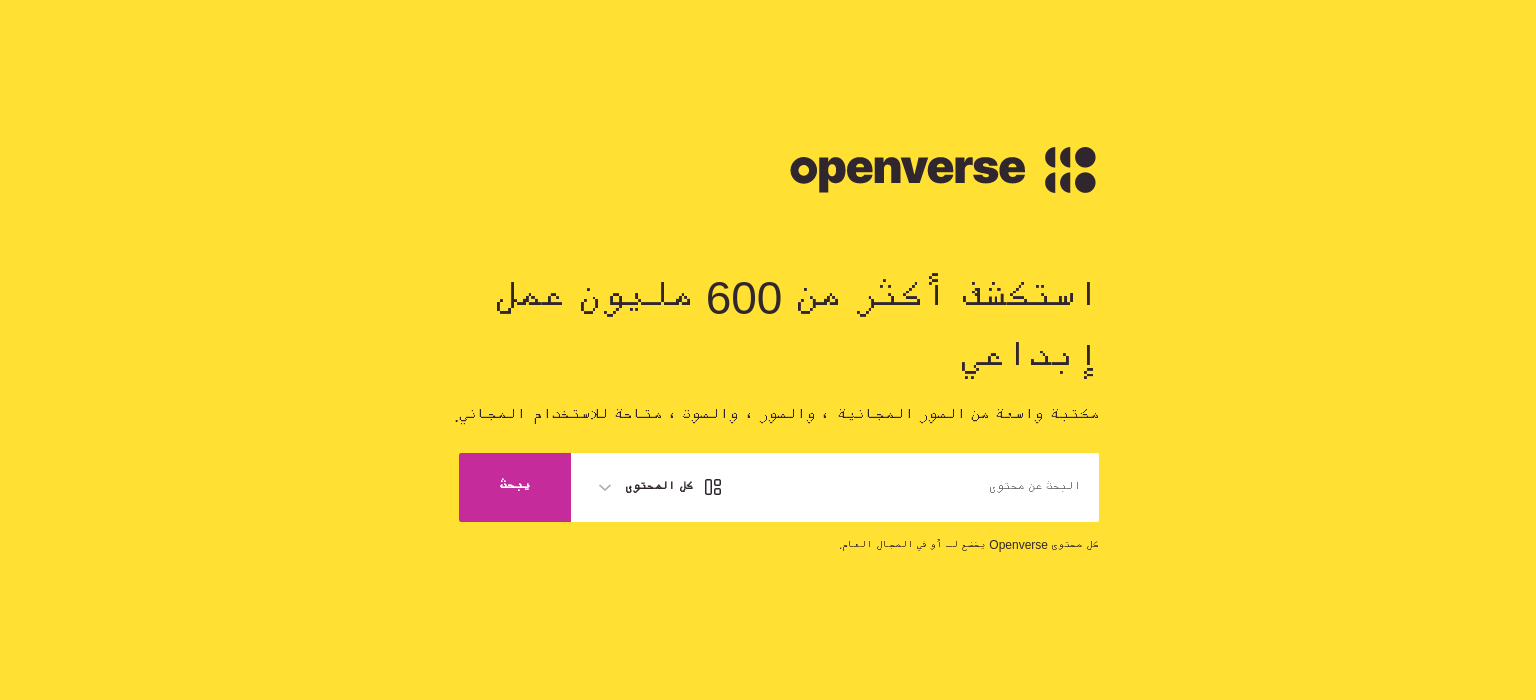 openverse
استكشف أكثر من 600 مليون عمل
إبداعي
مكتبة واسعة من الصور المجانية ، والصور ، والصوت ، متاحة للاستخدام المجاني.
البحث عن محتوى
كل المحتوى
يبحث
كل محتوى Openverse يخضع لـ أو في المجال العام.